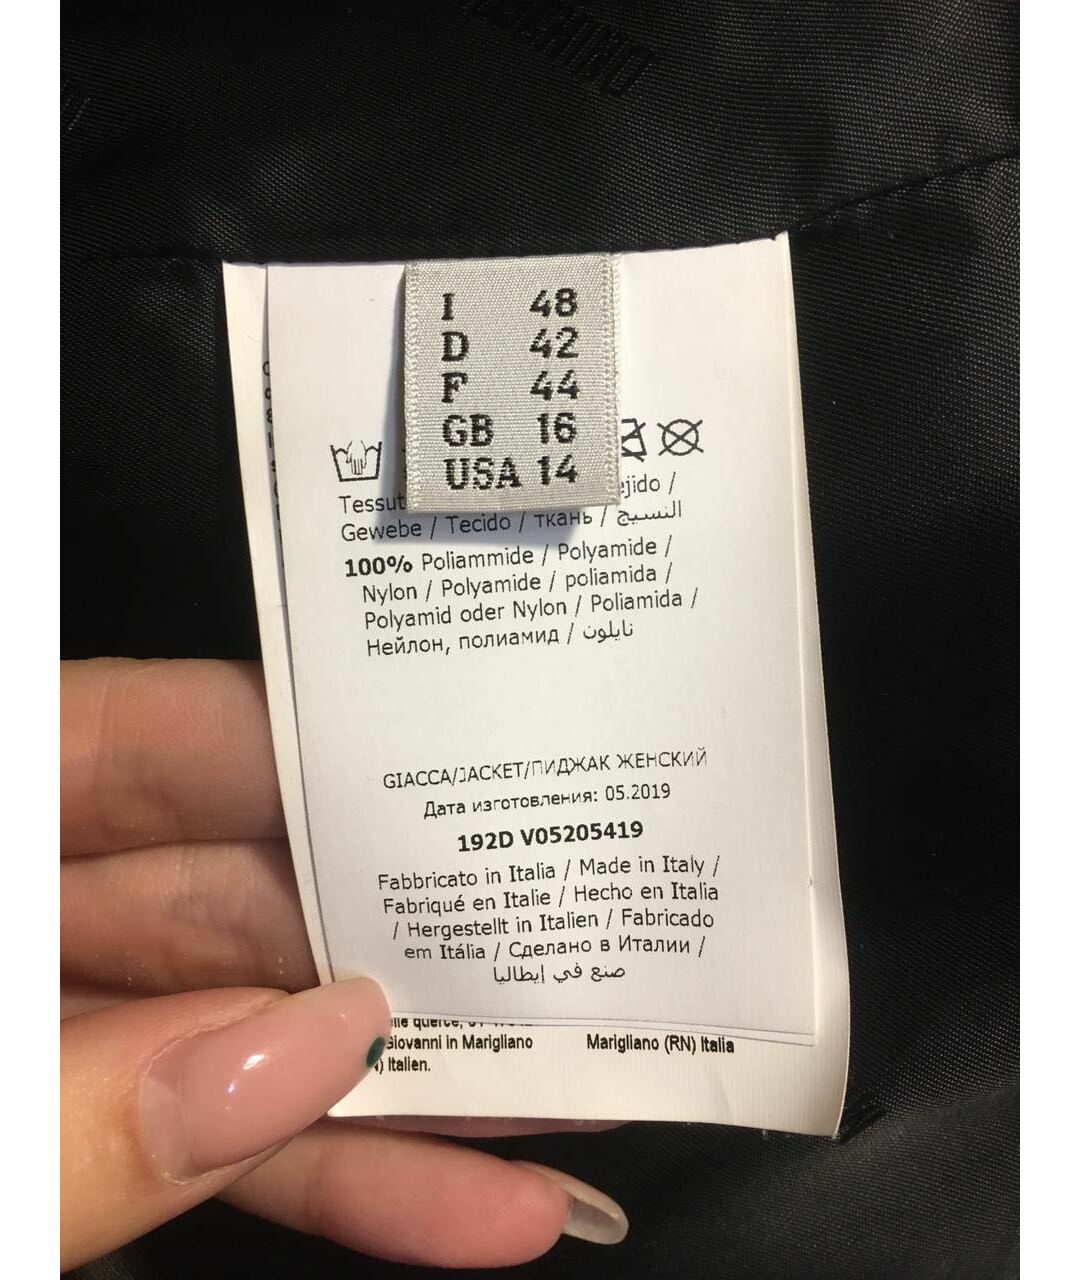 I 48
D 42
F 44
GB 16
USA 14
Tessut ejido /
Gewebe / Tecido / ткань / النسيج
100% Poliammide / Polyamide /
Nylon / Polyamide / poliamida /
Polyamid oder Nylon / Poliamida /
Нейлон, полиамид / نايلون
GIACCA/JACKET/ПИДЖАК ЖЕНСКИЙ
Дата изготовления: 05.2019
192D V05205419
Fabbricato in Italia / Made in Italy /
Fabriqué en Italie / Hecho en Italia
/ Hergestellt in Italien / Fabricado
em Itália / Сделано в Италии /
صنع في إيطاليا
Giovanni in Marigliano Marigliano (RN) Italia
Italien.